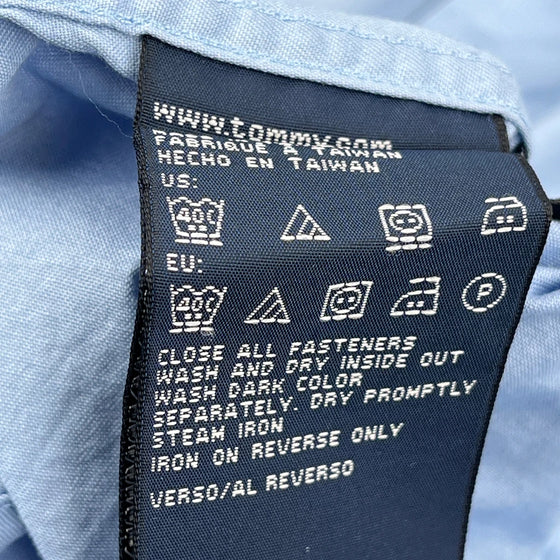 www.tommy.com
FABRIQUE À TAIWAN
HECHO EN TAIWAN
US:
40C
EU:
40C
P
CLOSE ALL FASTENERS
WASH AND DRY INSIDE OUT
WASH DARK COLOR
SEPARATELY. DRY PROMPTLY
STEAM IRON
IRON ON REVERSE ONLY
VERSO/AL REVERSO